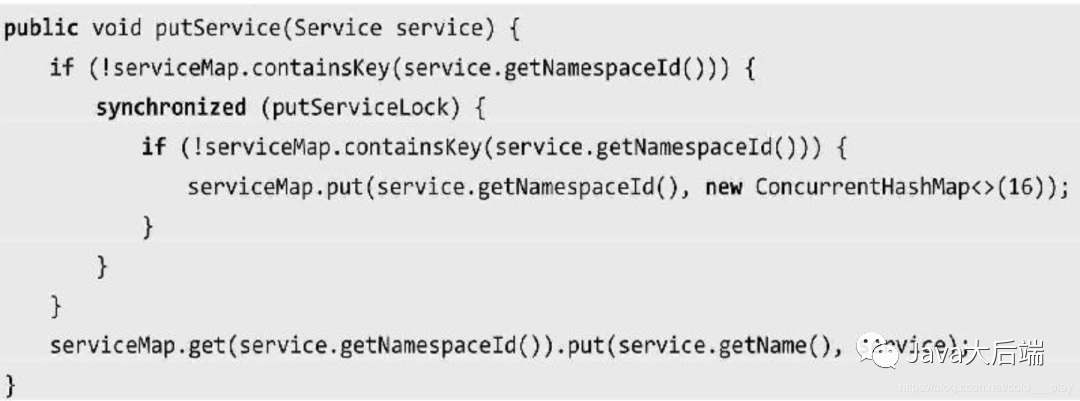 public void putService(Service service) {
    if (!serviceMap.containsKey(service.getNamespaceId())) {
        synchronized (putServiceLock) {
            if (!serviceMap.containsKey(service.getNamespaceId())) {
                serviceMap.put(service.getNamespaceId(), new ConcurrentHashMap<>(16));
            }
        }
    }
    serviceMap.get(service.getNamespaceId()).put(service.getName(), service);
}
Java大后端
https://blog.csdn.net/cold___play